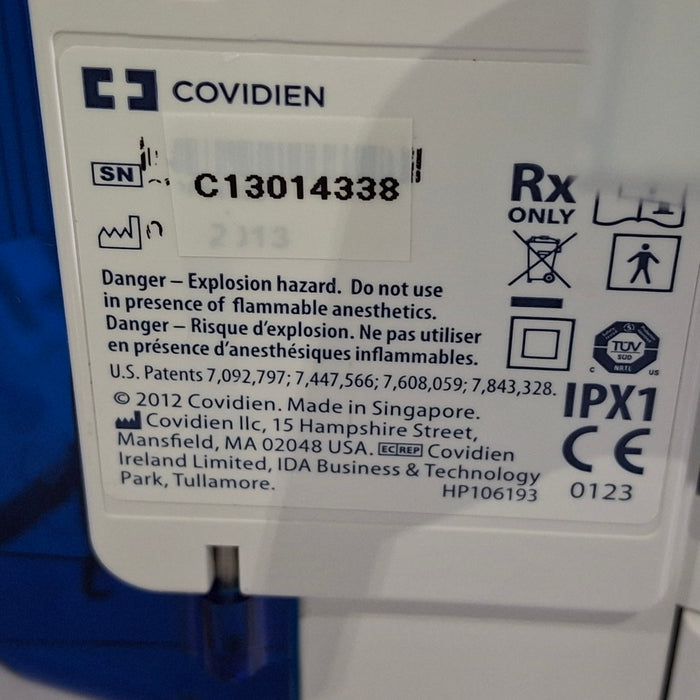 COVIDIEN
SN
C13014338
Rx
ONLY
Danger – Explosion hazard. Do not use
in presence of flammable anesthetics.
Danger – Risque d'explosion. Ne pas utiliser
en présence d'anesthésiques inflammables.
U.S. Patents 7,092,797; 7,447,566; 7,608,059; 7,843,328.
© 2012 Covidien. Made in Singapore.
Covidien llc, 15 Hampshire Street,
Mansfield, MA 02048 USA. EC REP Covidien
Ireland Limited, IDA Business & Technology
Park, Tullamore.
HP106193
TÜV
SUD
NRTL
C US
IPX1
CE
0123